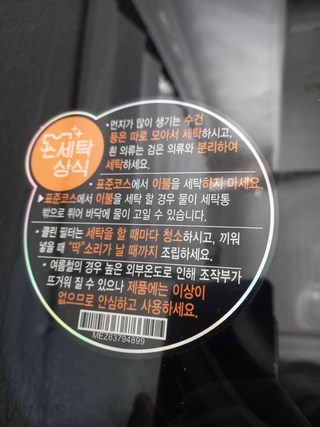 손세탁
상식
• 먼지가 많이 생기는 수건
등은 따로 모아서 세탁하시고,
흰 의류는 검은 의류와 분리하여
세탁하세요.
• 표준코스에서 이불을 세탁하지 마세요.
▶표준코스에서 이불을 세탁 할 경우 물이 세탁통
밖으로 튀어 바닥에 물이 고일 수 있습니다.
• 클린 필터는 세탁을 할 때마다 청소하시고, 끼워
넣을 때 "딱"소리가 날 때까지 조립하세요.
• 여름철의 경우 높은 외부온도로 인해 조작부가
뜨거워 질 수 있으나 제품에는 이상이
없으므로 안심하고 사용하세요.
MEZ63794899